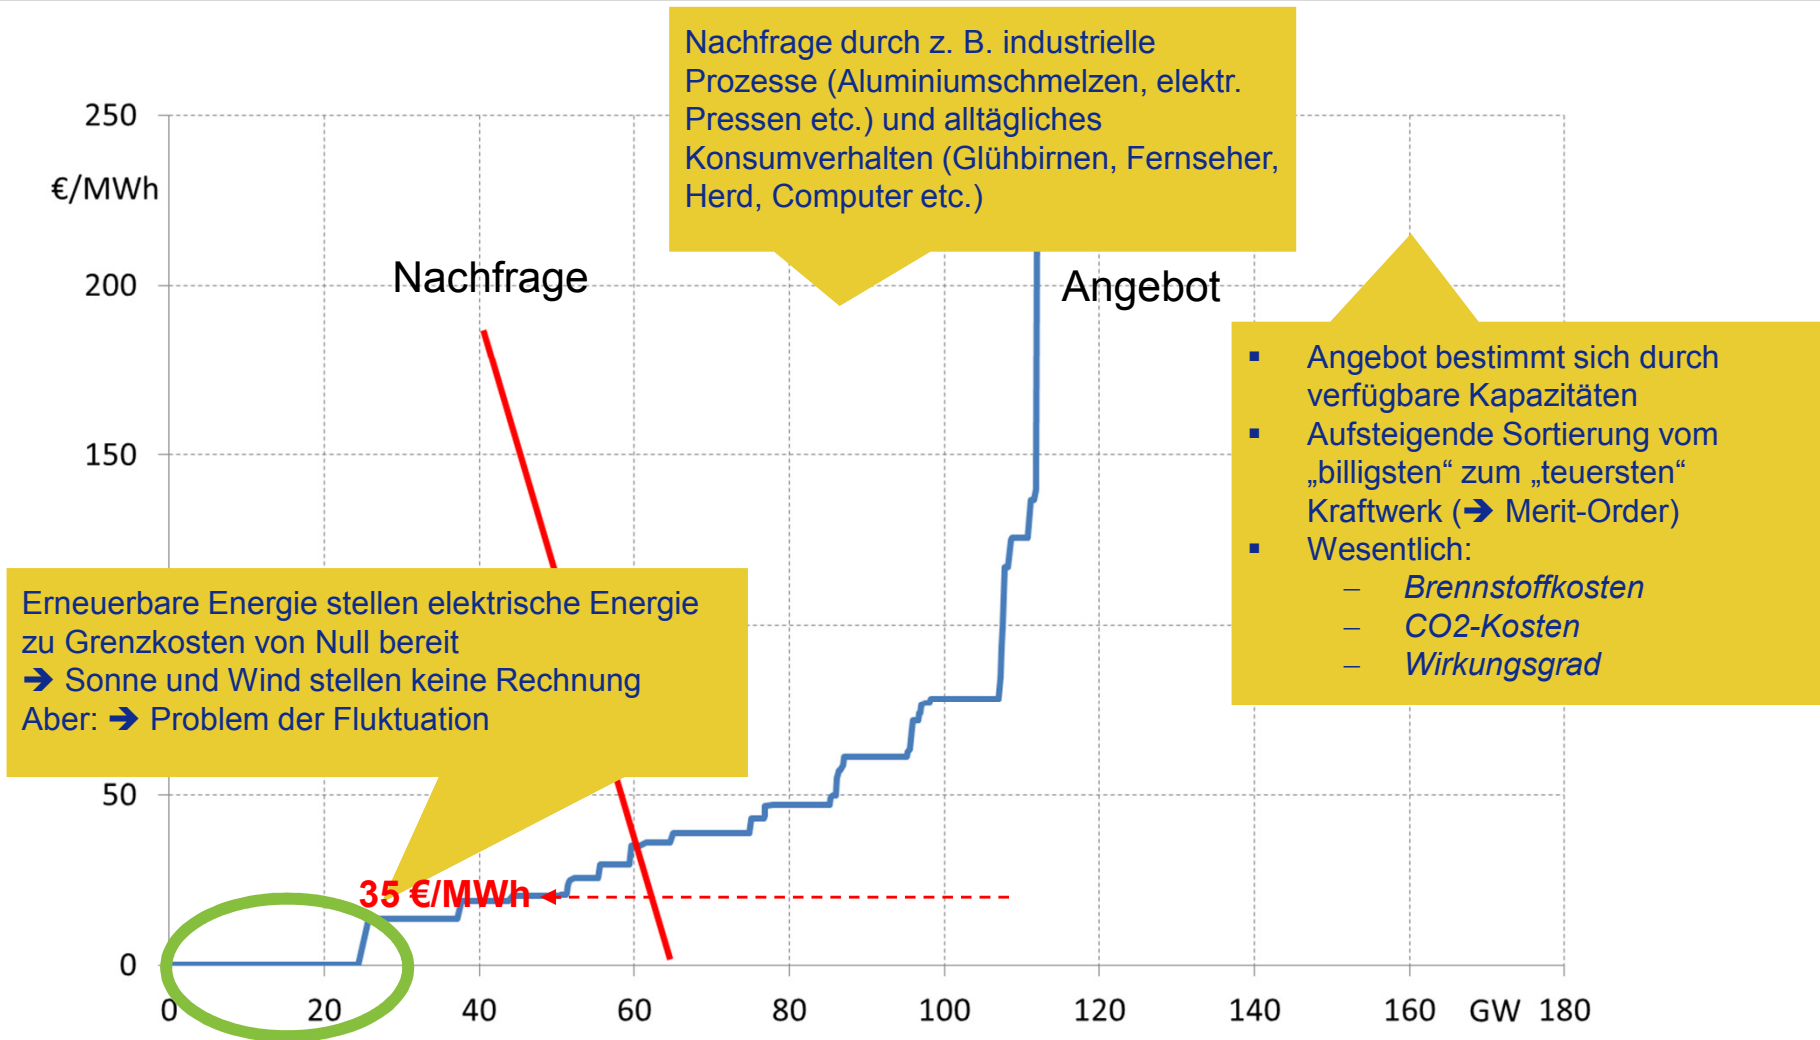 Nachfrage durch z. B. industrielle
Prozesse (Aluminiumschmelzen, elektr.
Pressen etc.) und alltägliches
Konsumverhalten (Glühbirnen, Fernseher,
Herd, Computer etc.)
250
€/MWh
200
150
50
0
Nachfrage
Angebot
▪ Angebot bestimmt sich durch
verfügbare Kapazitäten
▪ Aufsteigende Sortierung vom
„billigsten“ zum „teuersten“
Kraftwerk (➔ Merit-Order)
▪ Wesentlich:
– Brennstoffkosten
– CO2-Kosten
– Wirkungsgrad
Erneuerbare Energie stellen elektrische Energie
zu Grenzkosten von Null bereit
➔ Sonne und Wind stellen keine Rechnung
Aber: ➔ Problem der Fluktuation
35 €/MWh
0 20 40 60 80 100 120 140 160 GW 180